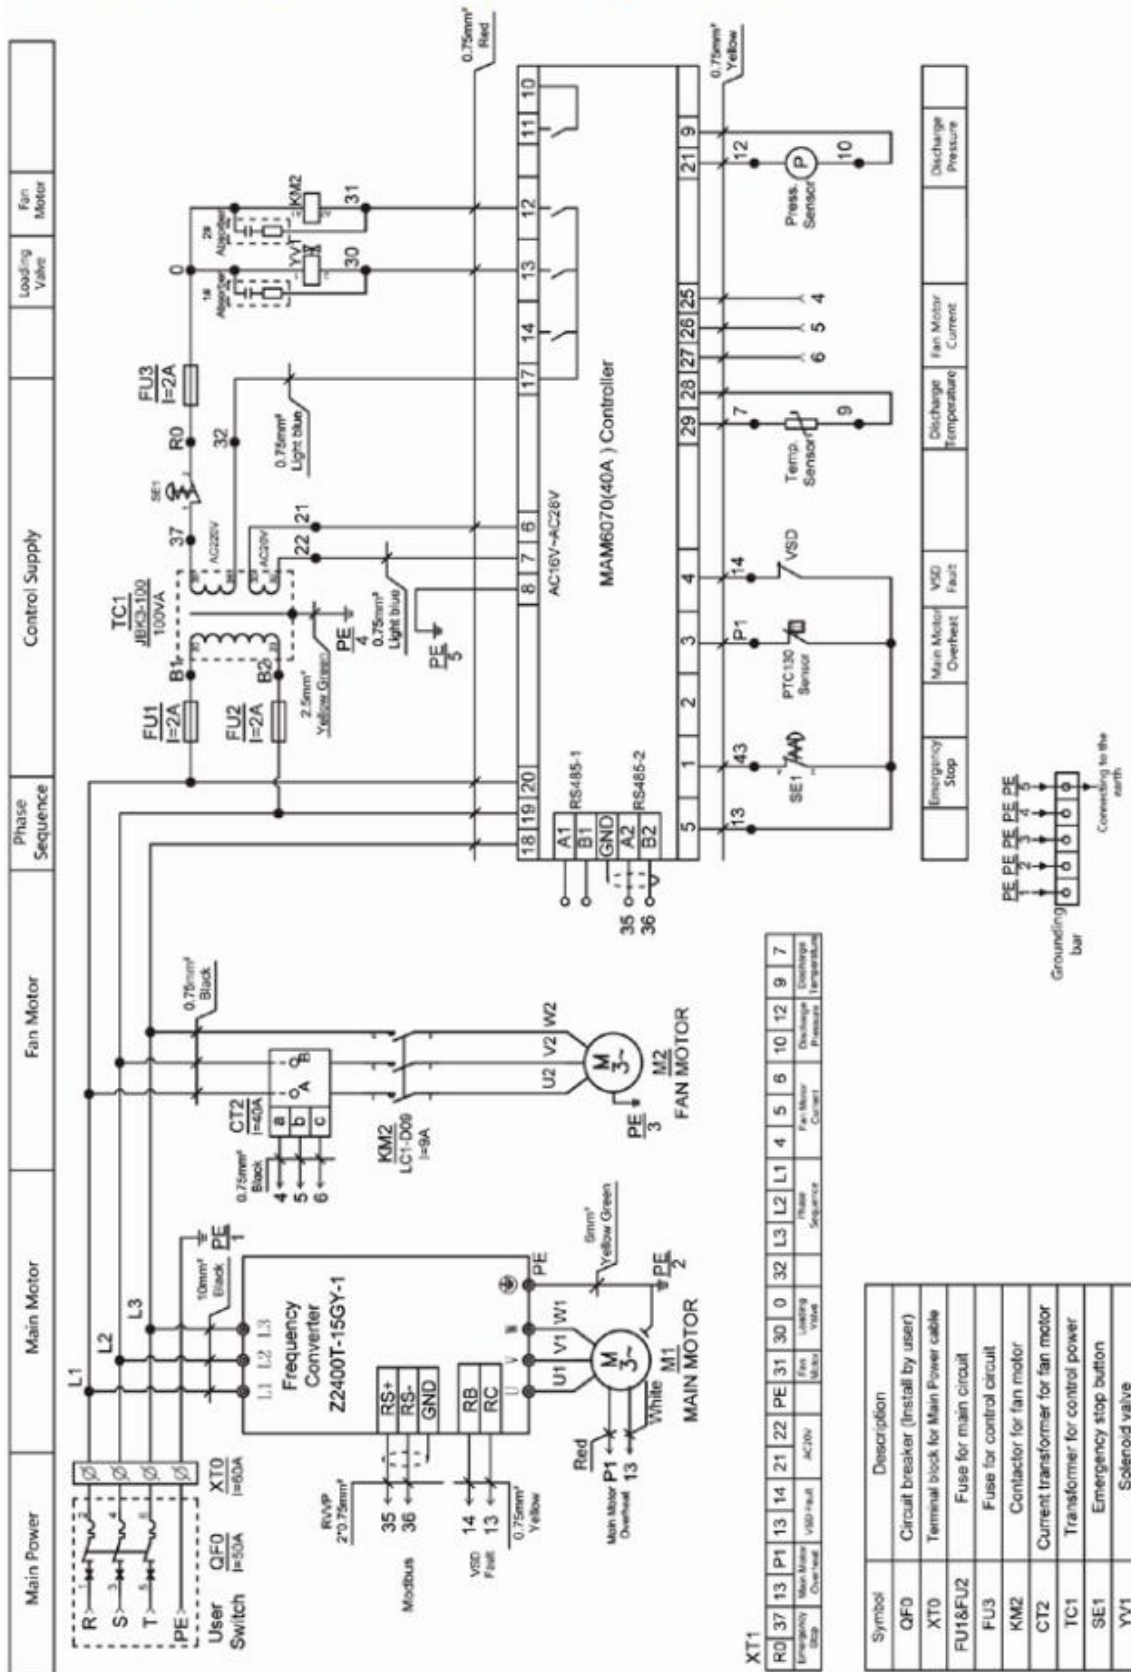 Main Power
Main Motor
Fan Motor
Phase Sequence
Control Supply
Loading Valve
Fan Motor
R
S
T
PE
1
2
3
4
5
6
User Switch
QF0
I=50A
XT0
I=60A
L1
L2
L3
PE
1
10mm²
Black
L1 L2 L3
Frequency Converter
Z2400T-15GY-1
RS+
RS-
GND
RB
RC
U V W
PE
RVVP
2*0.75mm²
35
36
Modbus
14
13
VSD Fault
0.75mm²
Yellow
U1 V1 W1
M
3~
M1
MAIN MOTOR
PE
2
6mm²
Yellow Green
Red
White
P1
13
Main Motor Overheat
0.75mm²
Black
CT2
I=40A
A
B
a
b
c
0.75mm²
Black
4
5
6
KM2
LC1-D09
I=9A
U2 V2 W2
M
3~
M2
FAN MOTOR
PE
3
FU1
I=2A
FU2
I=2A
B1
B2
TC1
JBK3-100
100VA
AC220V
AC20V
2.5mm²
Yellow Green
PE
4
0.75mm²
Light blue
PE
5
37
SE1
R0
32
FU3
I=2A
0
22
21
0.75mm²
Light blue
1#
Absorber
YV1
30
2#
Absorber
KM2
31
0.75mm²
Red
18 19 20 8 7 6 17 14 13 12 11 10
AC16V~AC28V
MAM6070(40A ) Controller
A1
B1
GND
A2
B2
RS485-1
RS485-2
35
36
5 1 2 3 4 29 28 27 26 25 21 9
0.75mm²
Yellow
13
43
SE1
P1
PTC130
Sensor
14
VSD
7
Temp.
Sensor
9
6
5
4
12
P
Press.
Sensor
10
Emergency Stop
Main Motor Overheat
VSD Fault
Discharge Temperature
Fan Motor Current
Discharge Pressure
PE PE PE PE PE
1 2 3 4 5
Grounding bar
Connecting to the earth
XT1
R0 37 13 P1 13 14 21 22 PE 31 30 0 32 L3 L2 L1 4 5 6 10 12 9 7
Emergency Stop
Main Motor Overheat
VSD Fault
AC20V
Fan Motor
Loading Valve
Phase Sequence
Fan Motor Current
Discharge Pressure
Discharge Temperature
Symbol Description
QF0 Circuit breaker (Install by user)
XT0 Terminal block for Main Power cable
FU1&FU2 Fuse for main circuit
FU3 Fuse for control circuit
KM2 Contactor for fan motor
CT2 Current transformer for fan motor
TC1 Transformer for control power
SE1 Emergency stop button
YV1 Solenoid valve